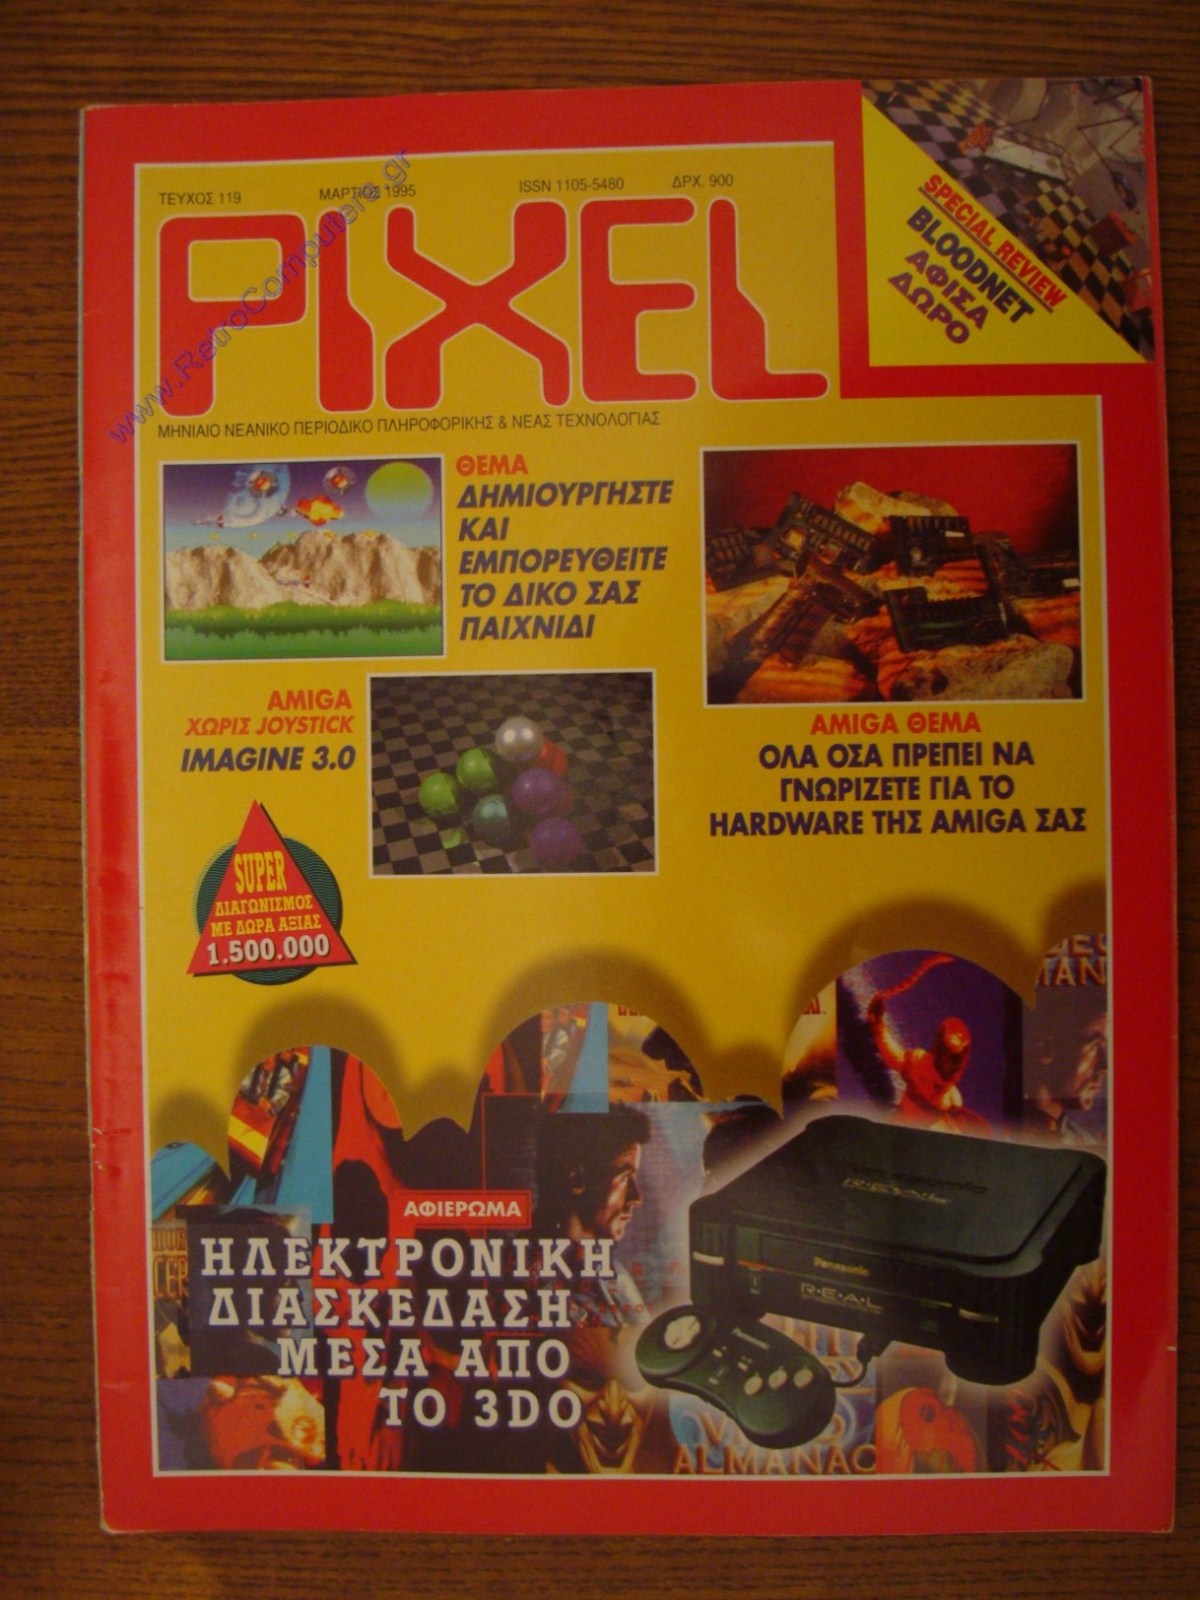 ΤΕΥΧΟΣ 119 ΜΑΡΤΙΟΣ 1995 ISSN 1105-5480 ΔΡΧ. 900
PIXEL
www.RetroComputers.gr
ΜΗΝΙΑΙΟ ΝΕΑΝΙΚΟ ΠΕΡΙΟΔΙΚΟ ΠΛΗΡΟΦΟΡΙΚΗΣ & ΝΕΑΣ ΤΕΧΝΟΛΟΓΙΑΣ
SPECIAL REVIEW
BLOODNET
ΑΦΙΣΑ
ΔΩΡΟ
ΘΕΜΑ
ΔΗΜΙΟΥΡΓΗΣΤΕ
ΚΑΙ
ΕΜΠΟΡΕΥΘΕΙΤΕ
ΤΟ ΔΙΚΟ ΣΑΣ
ΠΑΙΧΝΙΔΙ
AMIGA
ΧΩΡΙΣ JOYSTICK
IMAGINE 3.0
AMIGA ΘΕΜΑ
ΟΛΑ ΟΣΑ ΠΡΕΠΕΙ ΝΑ
ΓΝΩΡΙΖΕΤΕ ΓΙΑ ΤΟ
HARDWARE ΤΗΣ AMIGA ΣΑΣ
SUPER
ΔΙΑΓΩΝΙΣΜΟΣ
ΜΕ ΔΩΡΑ ΑΞΙΑΣ
1.500.000
ΑΦΙΕΡΩΜΑ
ΗΛΕΚΤΡΟΝΙΚΗ
ΔΙΑΣΚΕΔΑΣΗ
ΜΕΣΑ ΑΠΟ
ΤΟ 3DO
R·E·A·L
Panasonic
R·E·A·L
Panasonic
ALMANAC